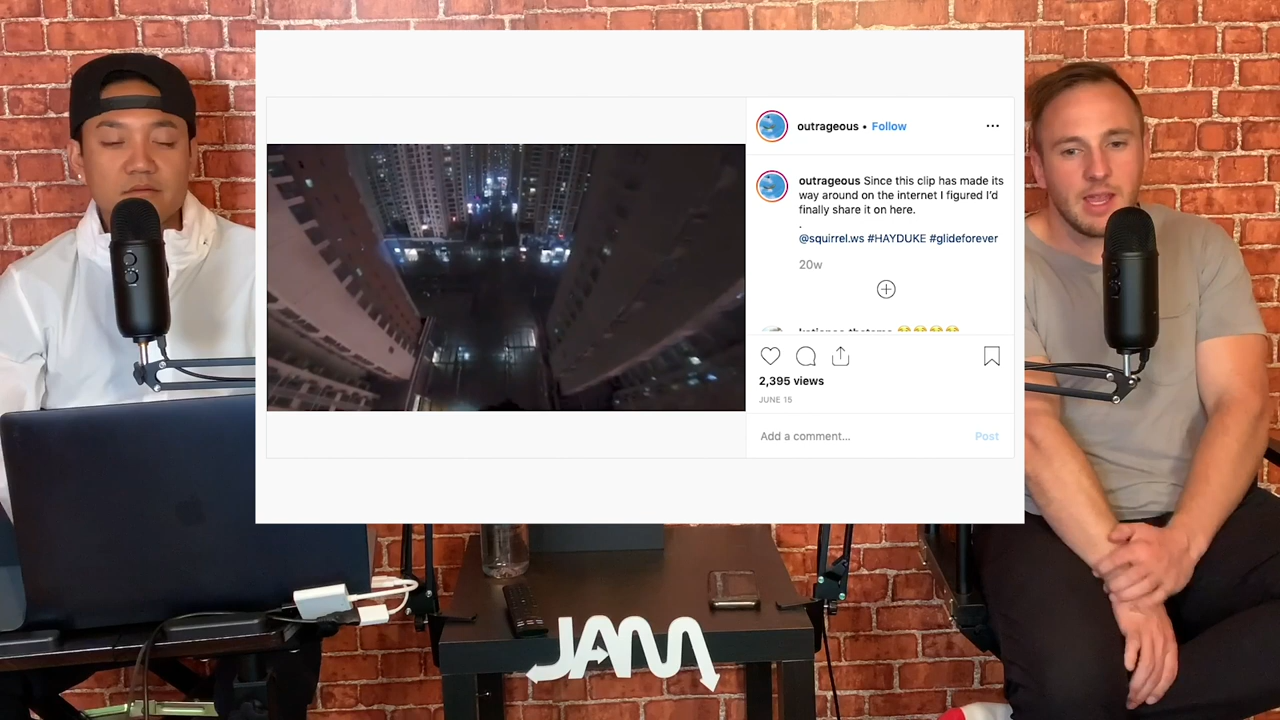 outrageous • Follow
outrageous Since this clip has made its
way around on the internet I figured I'd
finally share it on here.
.
@squirrel.ws #HAYDUKE #glideforever
20w
2,395 views
JUNE 15
Add a comment... Post
JAM